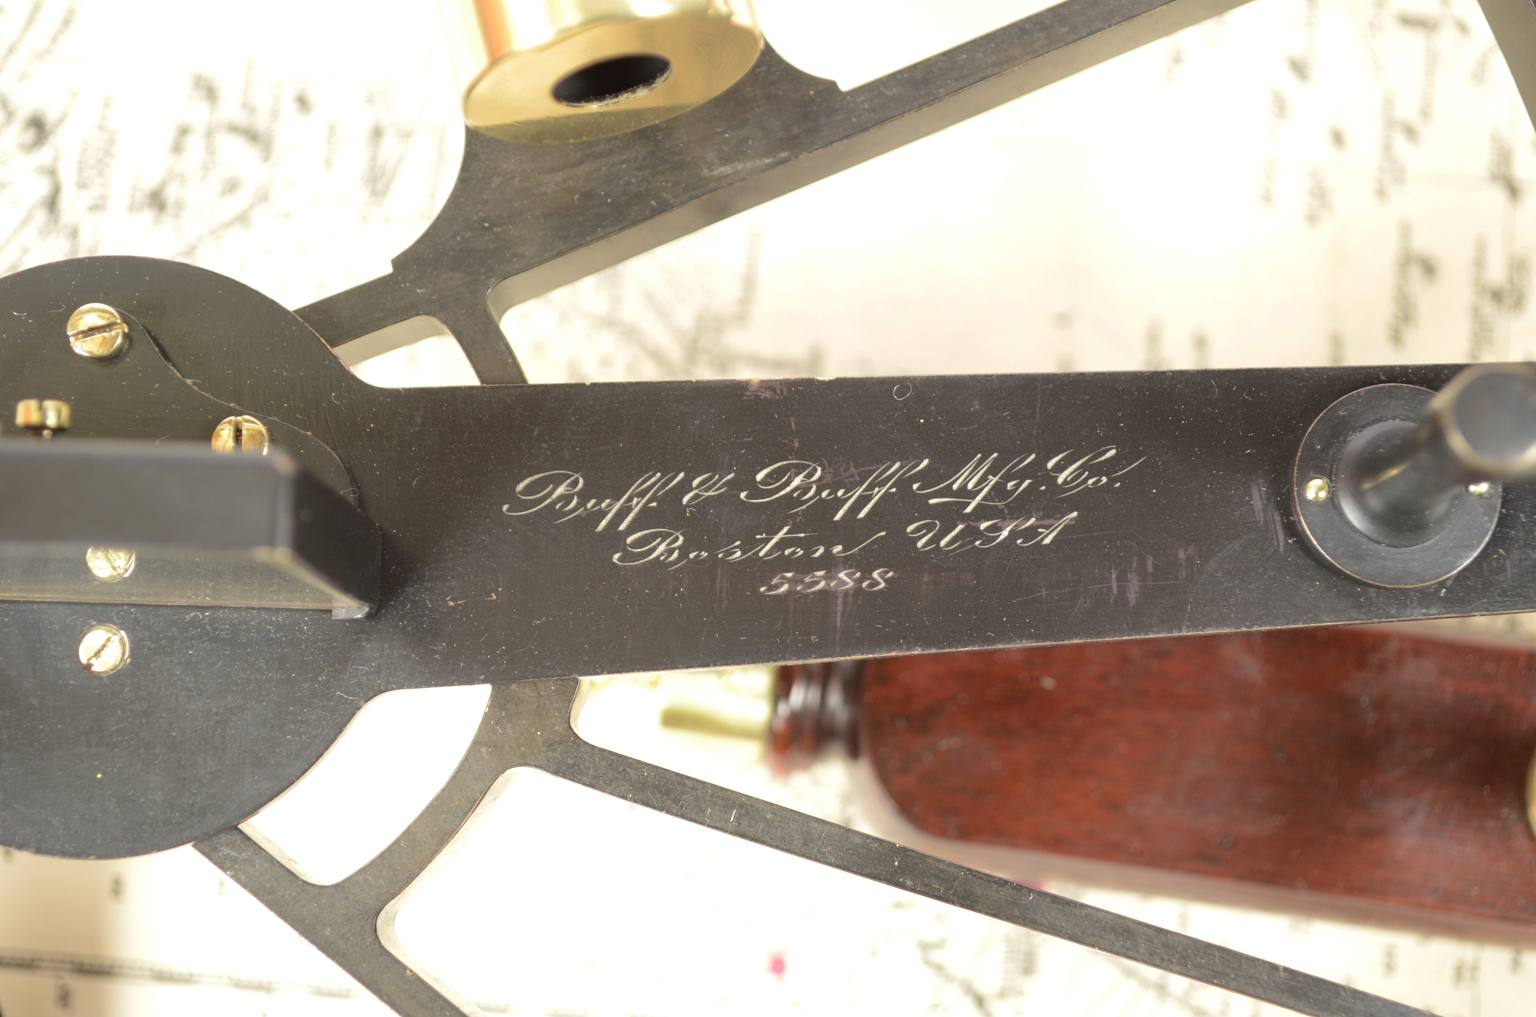 Buff & Buff Mfg. Co.
Boston USA
5588